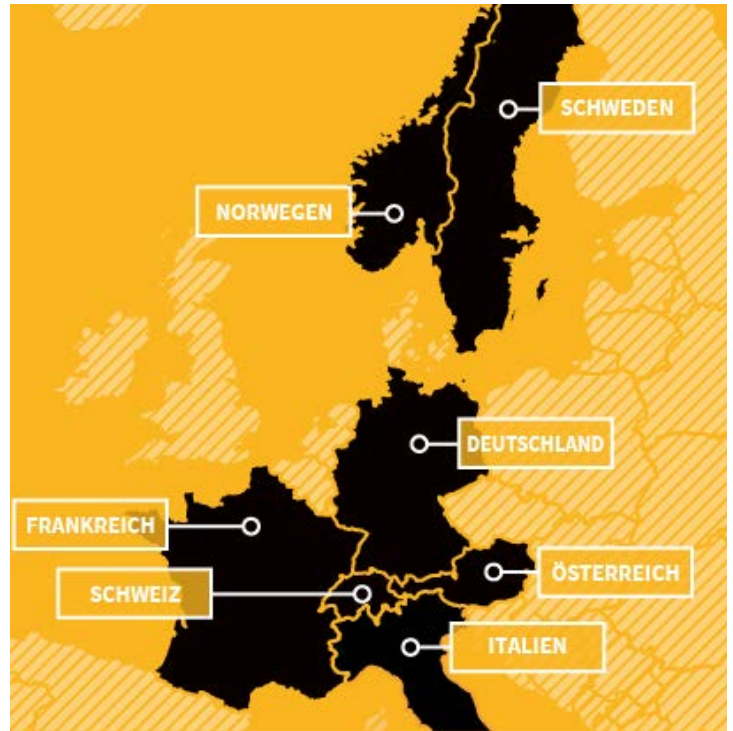 SCHWEDEN
NORWEGEN
DEUTSCHLAND
FRANKREICH
ÖSTERREICH
SCHWEIZ
ITALIEN